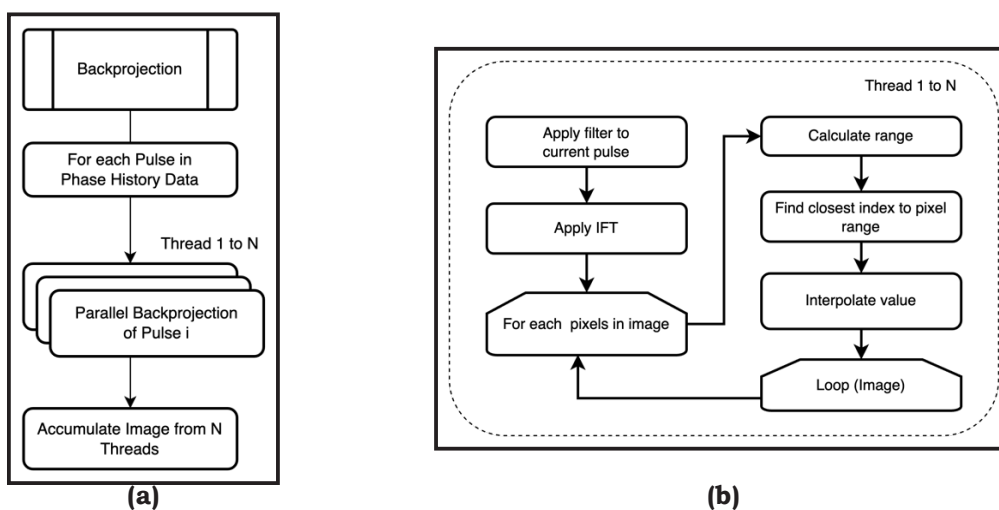 Backprojection
For each Pulse in
Phase History Data
Thread 1 to N
Parallel Backprojection
of Pulse i
Accumulate Image from N
Threads
(a)
Thread 1 to N
Apply filter to
current pulse
Apply IFT
For each  pixels in image
Calculate range
Find closest index to pixel
range
Interpolate value
Loop (Image)
(b)